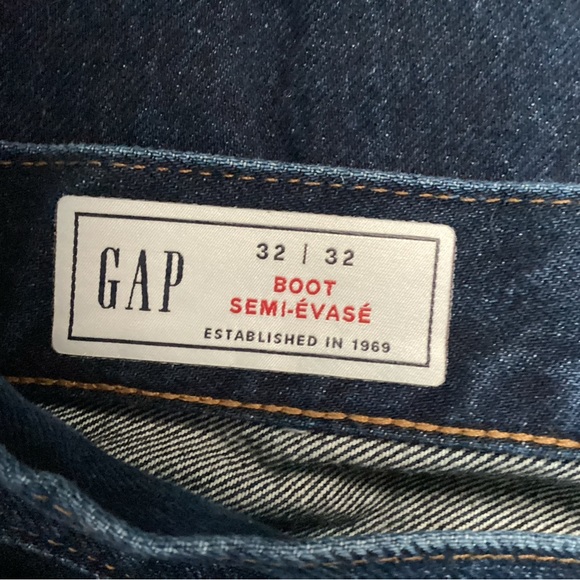 GAP
32 | 32
BOOT
SEMI-ÉVASÉ
ESTABLISHED IN 1969